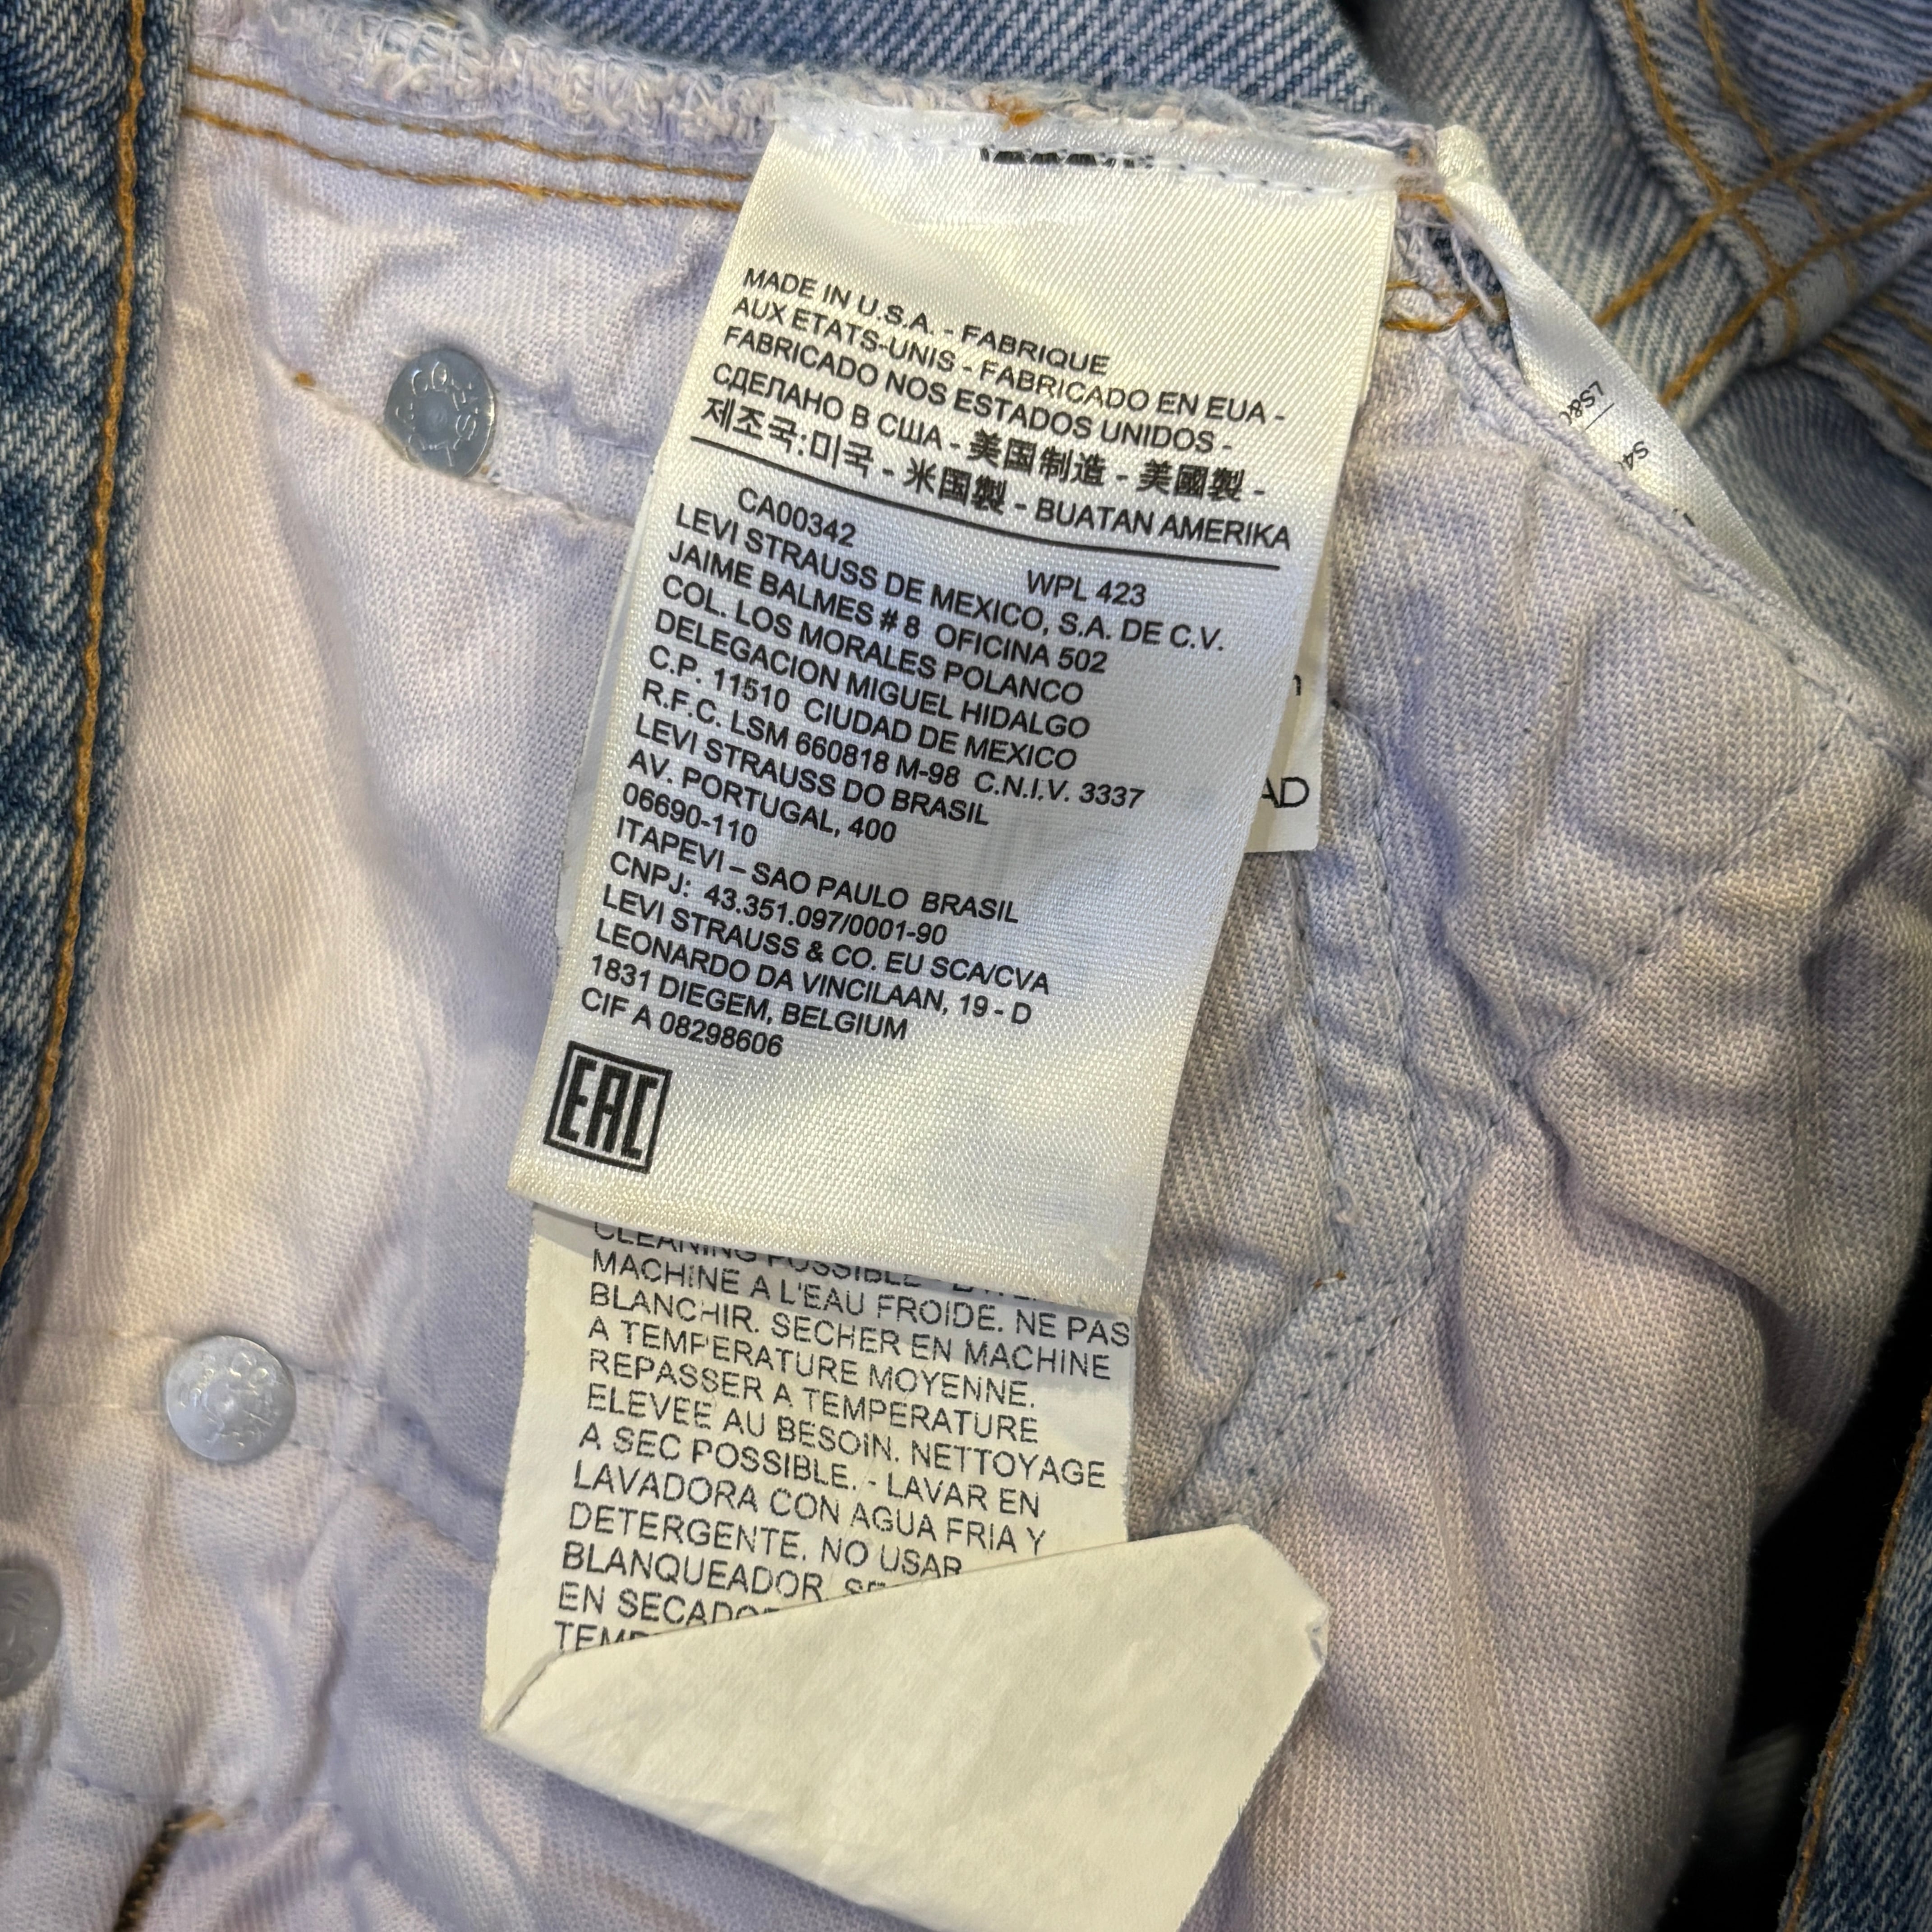 MADE IN U.S.A. - FABRIQUE
AUX ETATS-UNIS - FABRICADO EN EUA -
FABRICADO NOS ESTADOS UNIDOS -
СДЕЛАНО В США - 美国制造 - 美國製 -
제조국:미국 - 米国製 - BUATAN AMERIKA
CA00342 WPL 423
LEVI STRAUSS DE MEXICO, S.A. DE C.V.
JAIME BALMES # 8 OFICINA 502
COL. LOS MORALES POLANCO
DELEGACION MIGUEL HIDALGO
C.P. 11510 CIUDAD DE MEXICO
R.F.C. LSM 660818 M-98 C.N.I.V. 3337
LEVI STRAUSS DO BRASIL
AV. PORTUGAL, 400
06690-110
ITAPEVI – SAO PAULO BRASIL
CNPJ: 43.351.097/0001-90
LEVI STRAUSS & CO. EU SCA/CVA
LEONARDO DA VINCILAAN, 19 - D
1831 DIEGEM, BELGIUM
CIF A 08298606
EAC
CLEANING POSSIBLE -
MACHINE A L'EAU FROIDE. NE PAS
BLANCHIR. SECHER EN MACHINE
A TEMPERATURE MOYENNE.
REPASSER A TEMPERATURE
ELEVEE AU BESOIN. NETTOYAGE
A SEC POSSIBLE. - LAVAR EN
LAVADORA CON AGUA FRIA Y
DETERGENTE. NO USAR
BLANQUEADOR.
EN
AD